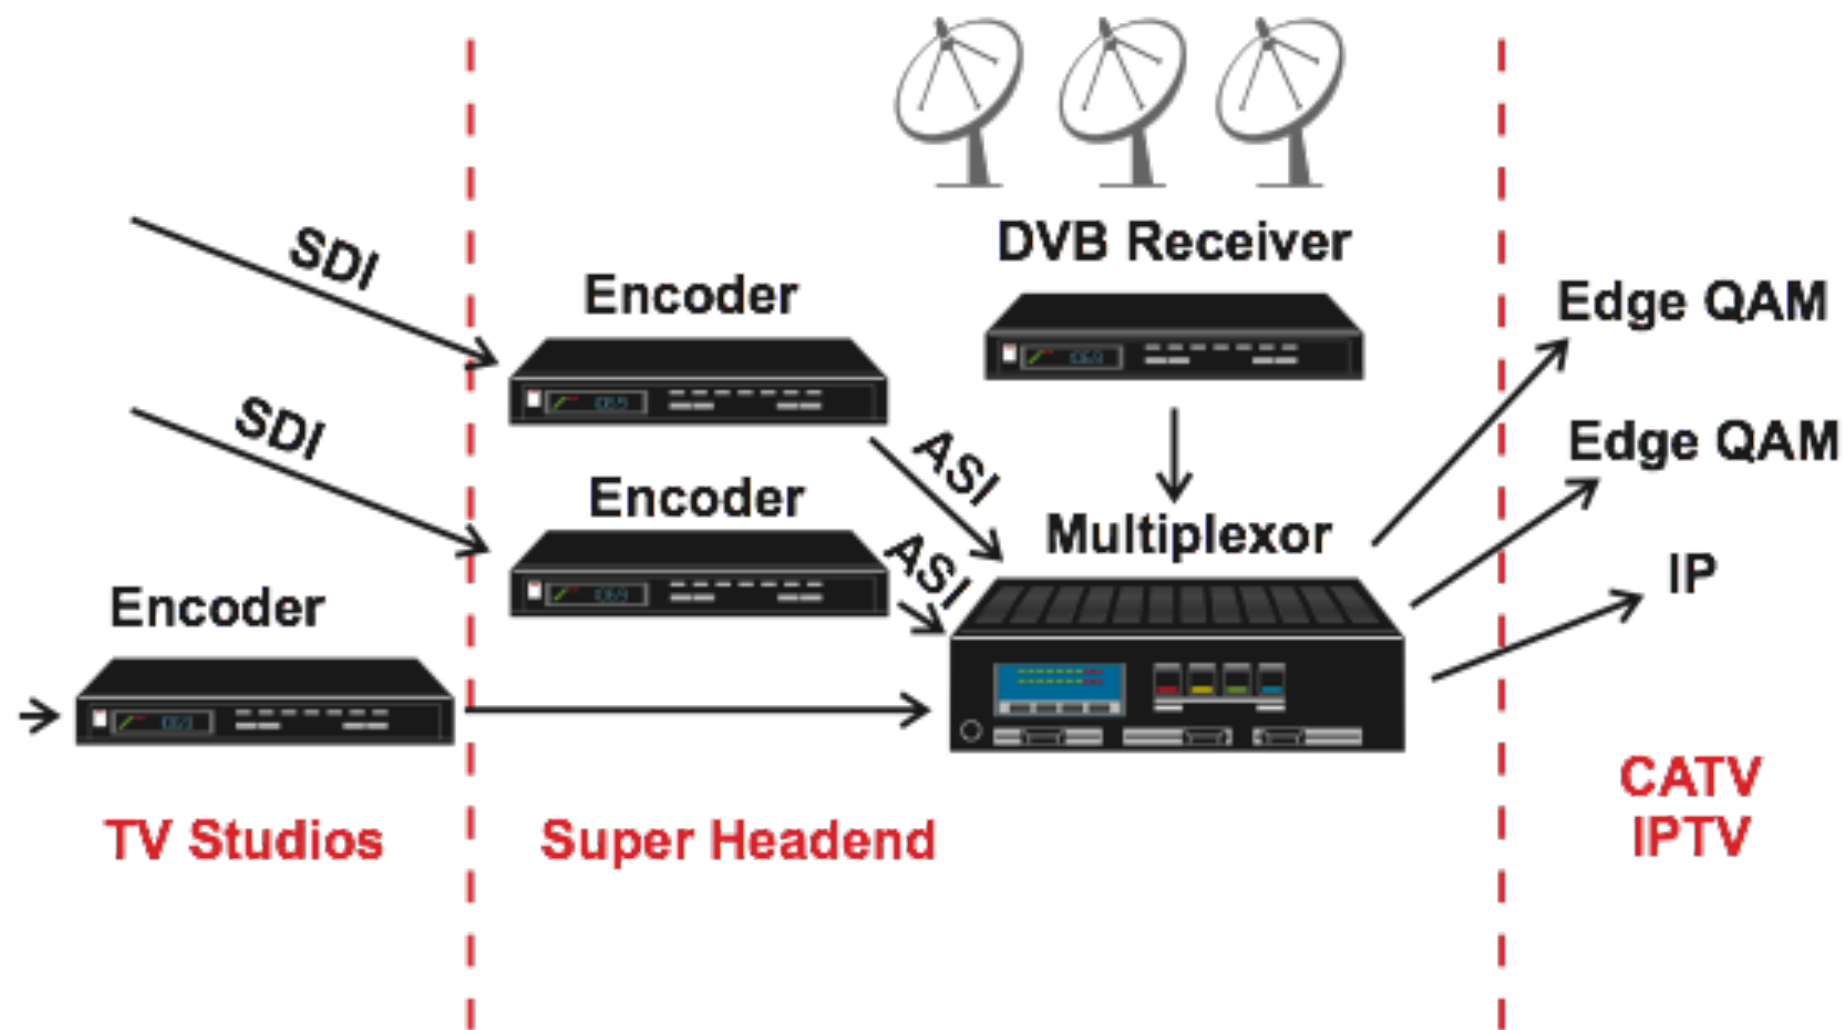 DVB Receiver
SDI
Encoder
Edge QAM
SDI
ASI
Edge QAM
Encoder
Multiplexor
ASI
IP
Encoder
CATV
IPTV
TV Studios
Super Headend